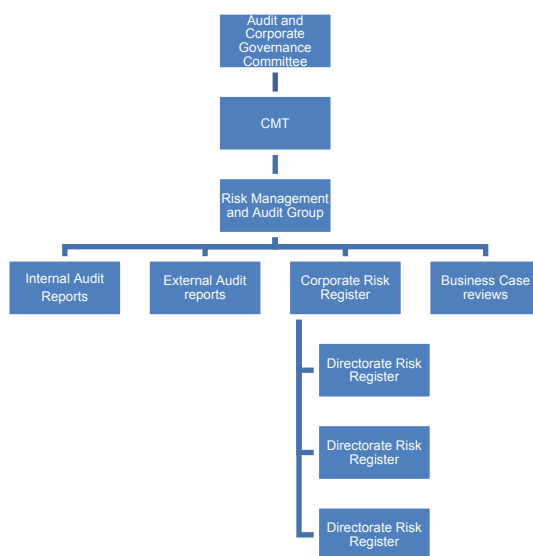 Audit and
Corporate
Governance
Committee
CMT
Risk Management
and Audit Group
Internal Audit
Reports
External Audit
reports
Corporate Risk
Register
Business Case
reviews
Directorate Risk
Register
Directorate Risk
Register
Directorate Risk
Register